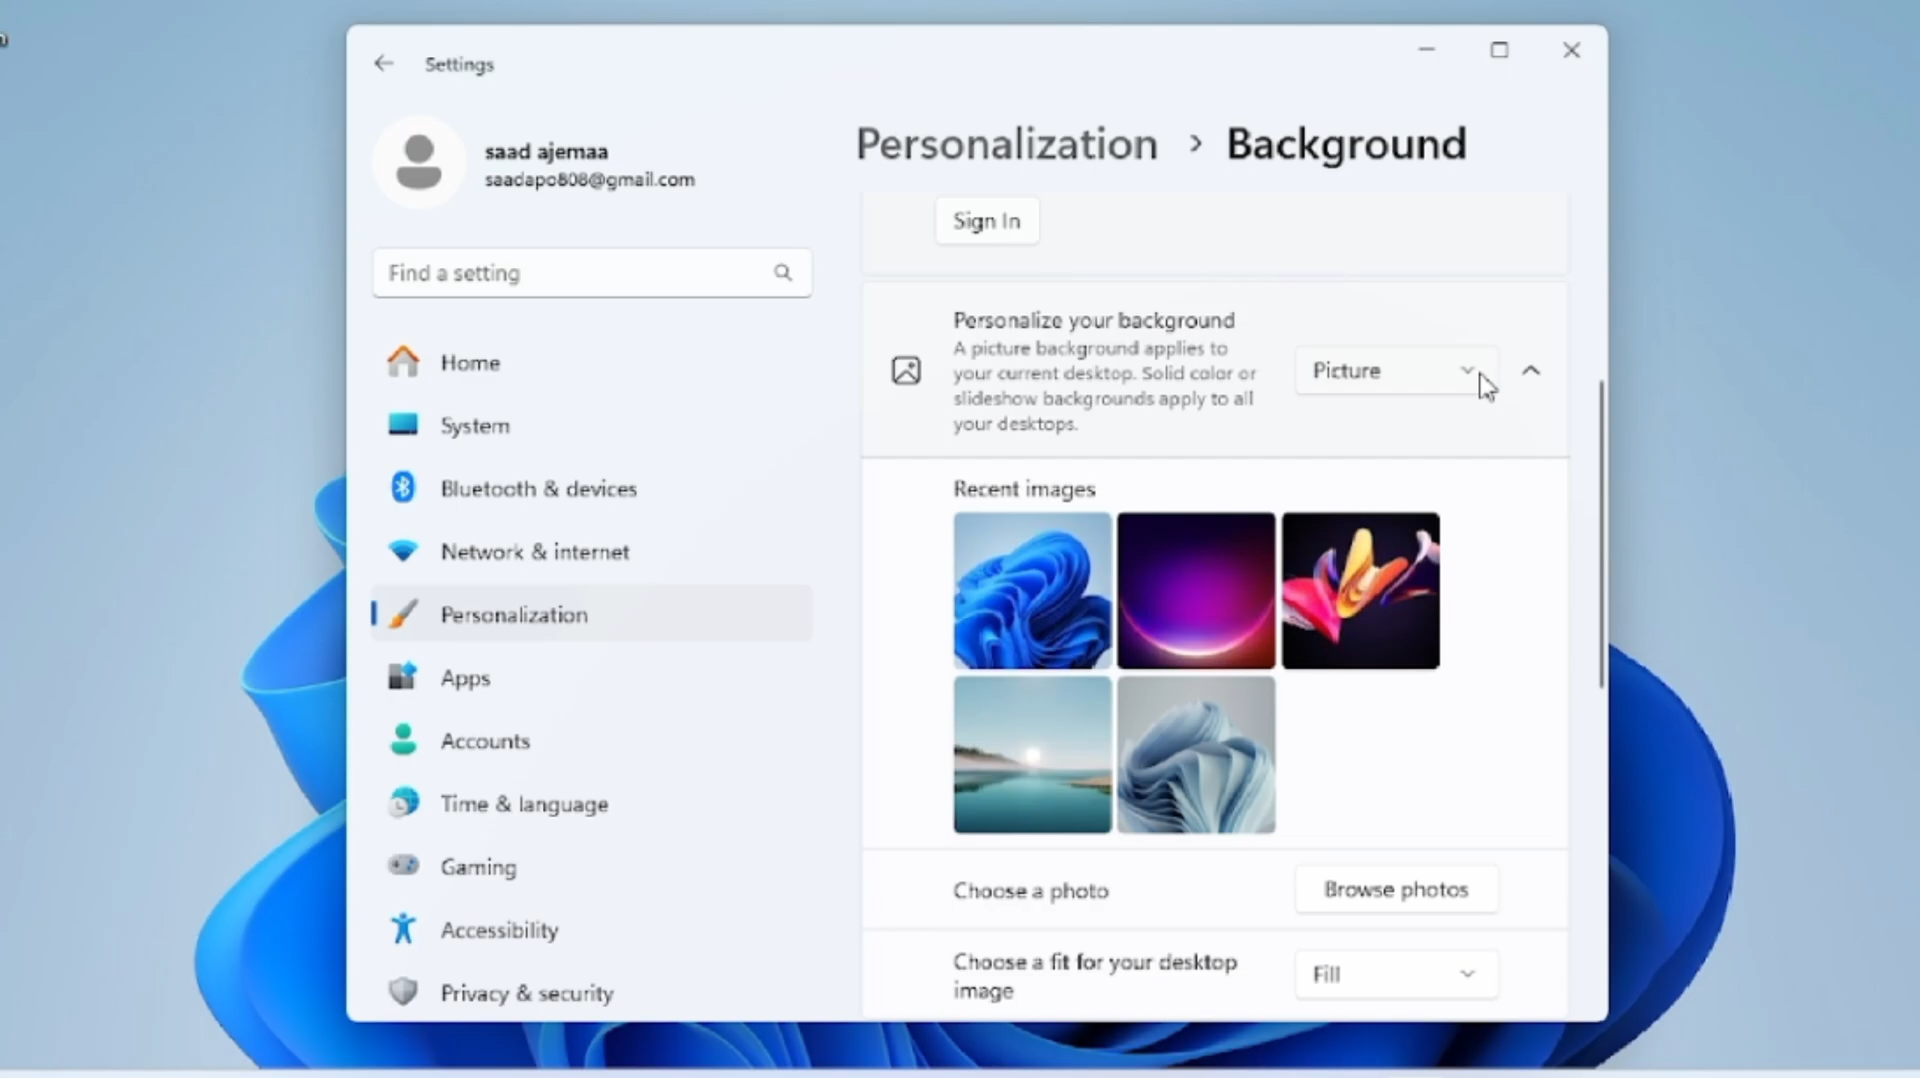 Settings
saad ajemaa
saadapo808@gmail.com
Find a setting
Home
System
Bluetooth & devices
Network & internet
Personalization
Apps
Accounts
Time & language
Gaming
Accessibility
Privacy & security
Personalization > Background
Sign In
Personalize your background
A picture background applies to
your current desktop. Solid color or
slideshow backgrounds apply to all
your desktops.
Picture
Recent images
Choose a photo
Browse photos
Choose a fit for your desktop
image
Fill